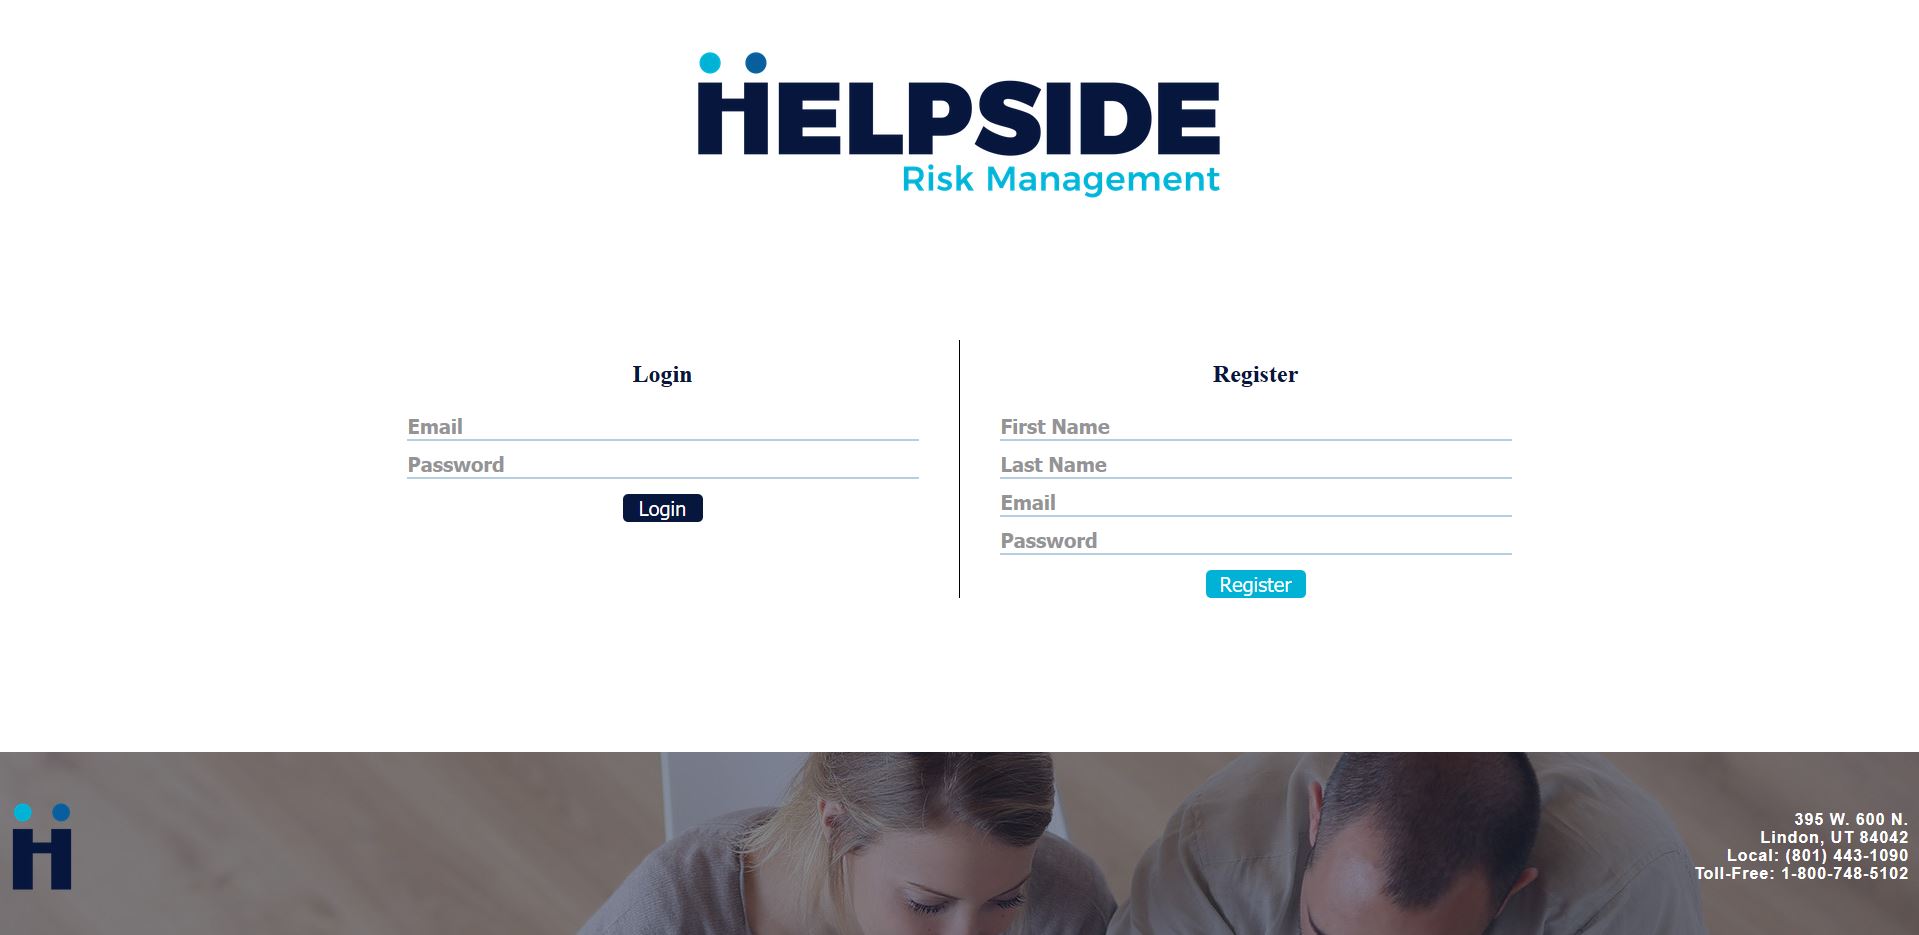 HELPSIDE
Risk Management
Login
Email
Password
Login
Register
First Name
Last Name
Email
Password
Register
H
395 W. 600 N.
Lindon, UT 84042
Local: (801) 443-1090
Toll-Free: 1-800-748-5102